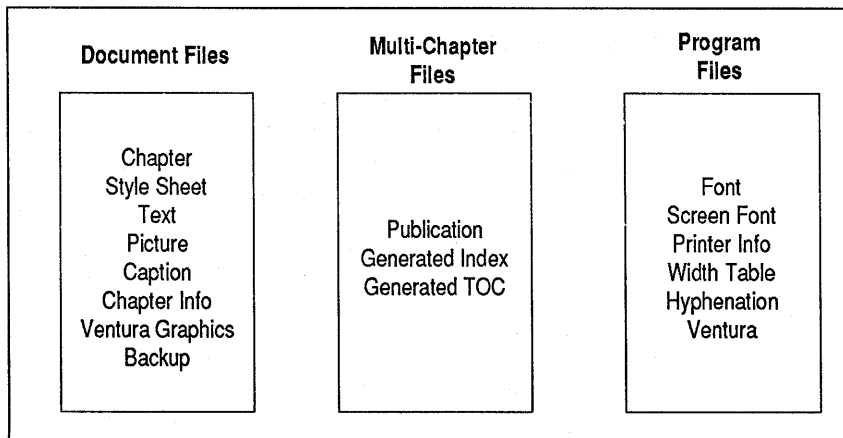 Document Files
Chapter
Style Sheet
Text
Picture
Caption
Chapter Info
Ventura Graphics
Backup
Multi-Chapter
Files
Publication
Generated Index
Generated TOC
Program
Files
Font
Screen Font
Printer Info
Width Table
Hyphenation
Ventura